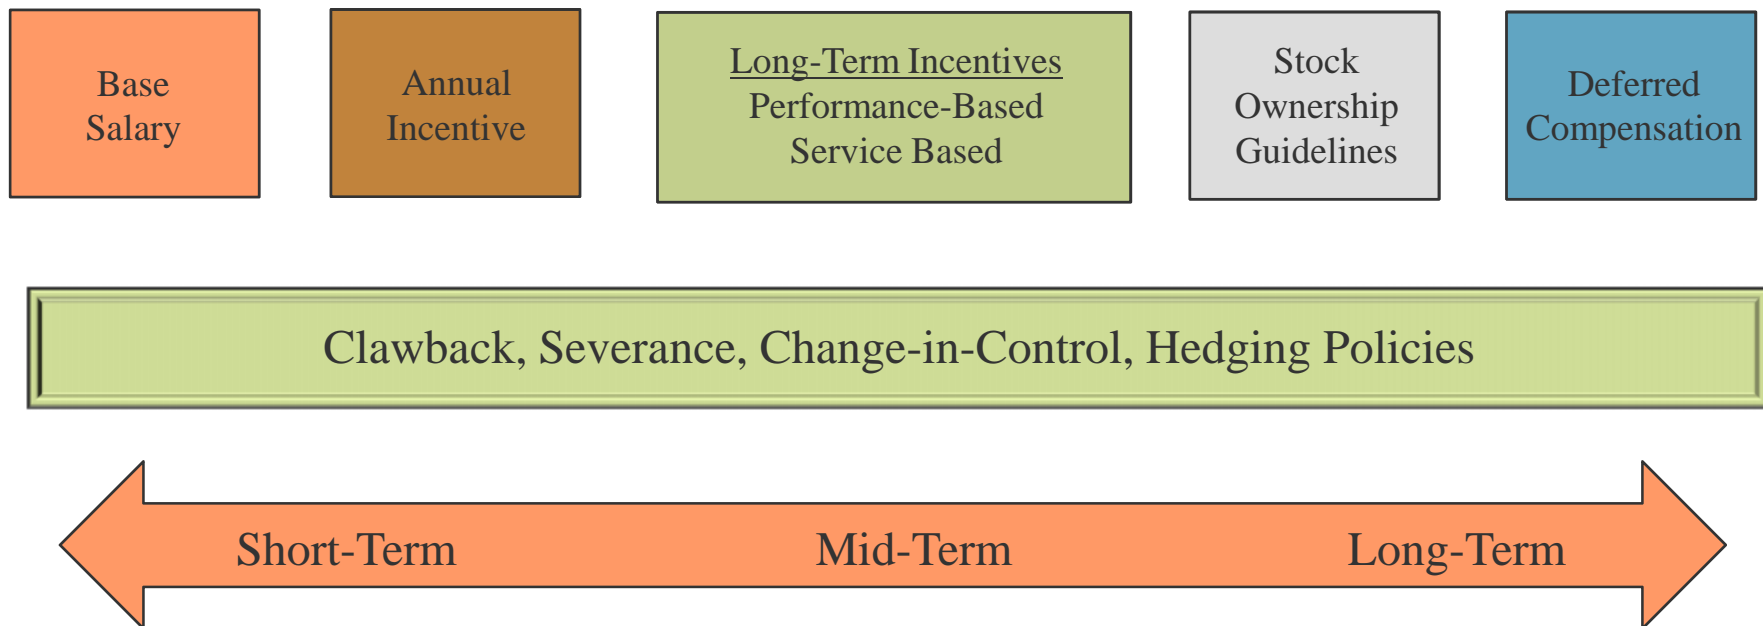 Base
Salary
Annual
Incentive
Long-Term Incentives
Performance-Based
Service Based
Stock
Ownership
Guidelines
Deferred
Compensation
Clawback, Severance, Change-in-Control, Hedging Policies
Short-Term
Mid-Term
Long-Term